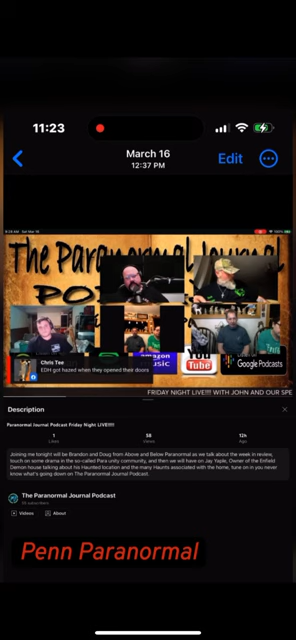 11:23
March 16
12:37 PM
Edit
The Paranormal Journal
Chris Tee
EDH got hazed when they opened their doors
amazon
music
You
Tube
Google Podcasts
FRIDAY NIGHT LIVE!!!! WITH JOHN AND OUR SPE
Description
Paranormal Journal Podcast Friday Night LIVE!!!!!
1
58
12h
Likes
Views
Ago
Joining me tonight will be Brandon and Doug from Above and Below Paranormal as we talk about the week in review,
touch on some drama in the so-called Para unity community, and then we will have on Jay Yaple, Owner of the Enfield
Demon house talking about his Haunted location and the many Haunts associated with the home, tune on in you never
know what's going down on The Paranormal Journal Podcast.
The Paranormal Journal Podcast
Videos
About
Penn Paranormal